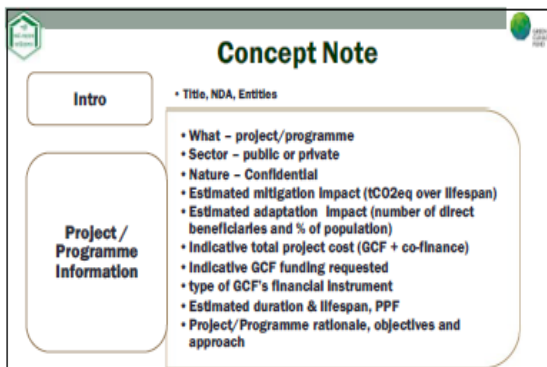 Concept Note
Intro
• Title, NDA, Entities
Project /
Programme
Information
• What – project/programme
• Sector – public or private
• Nature – Confidential
• Estimated mitigation impact (tCO2eq over lifespan)
• Estimated adaptation impact (number of direct
beneficiaries and % of population)
• Indicative total project cost (GCF + co-finance)
• Indicative GCF funding requested
• type of GCF's financial instrument
• Estimated duration & lifespan, PPF
• Project/Programme rationale, objectives and
approach